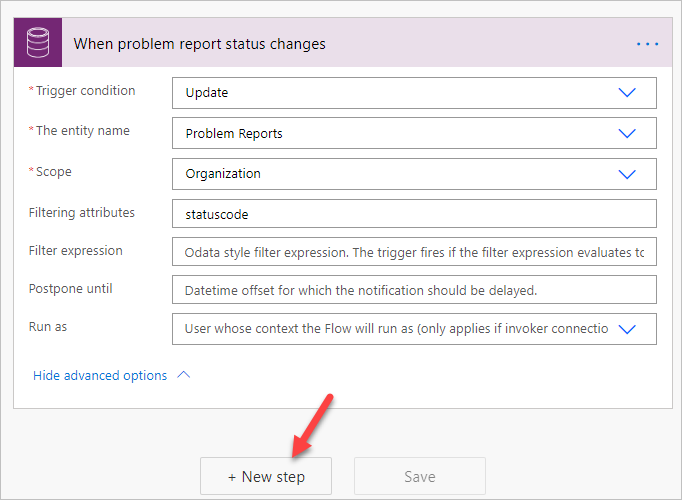 When problem report status changes
* Trigger condition
Update
* The entity name
Problem Reports
* Scope
Organization
Filtering attributes
statuscode
Filter expression
Odata style filter expression. The trigger fires if the filter expression evaluates to
Postpone until
Datetime offset for which the notification should be delayed.
Run as
User whose context the Flow will run as (only applies if invoker connectio
Hide advanced options
+ New step
Save